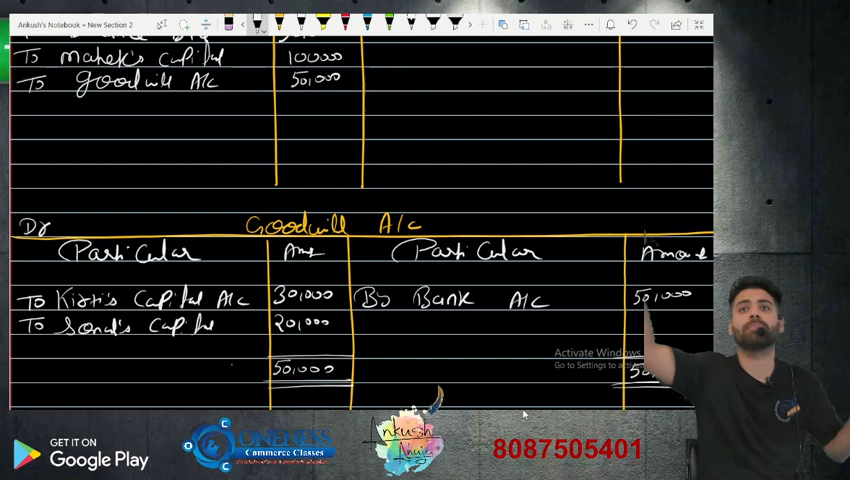 Ankush's Notebook • New Section 2
To Mahek's Capital 100000
To Goodwill A/c 50,000
Dr Goodwill A/c
Particular Amt Particular Amount
To Kirti's Capital A/c 30,000 By Bank A/c 50,000
To Sonal's Capital 20,000
50,000
Activate Windows
Go to Settings to activ
GET IT ON
Google Play
ONENESS
Commerce Classes
Ankush
Ahuja
8087505401